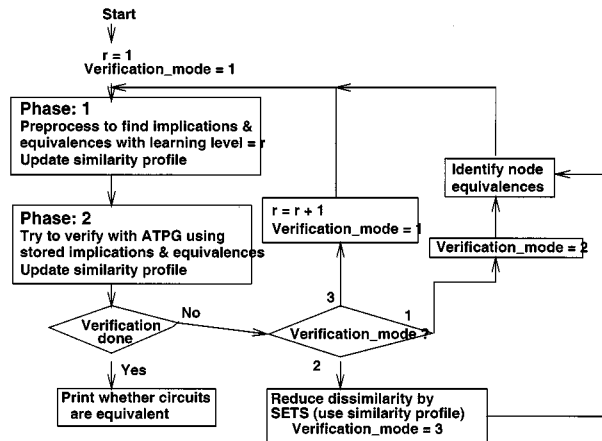 Start
r = 1
Verification_mode = 1
Phase: 1
Preprocess to find implications &
equivalences with learning level = r
Update similarity profile
Phase: 2
Try to verify with ATPG using
stored implications & equivalences
Update similarity profile
Verification
done
No
Yes
Print whether circuits
are equivalent
r = r + 1
Verification_mode = 1
Identify node
equivalences
Verification_mode = 2
3
1
Verification_mode ?
2
Reduce dissimilarity by
SETS (use similarity profile)
Verification_mode = 3